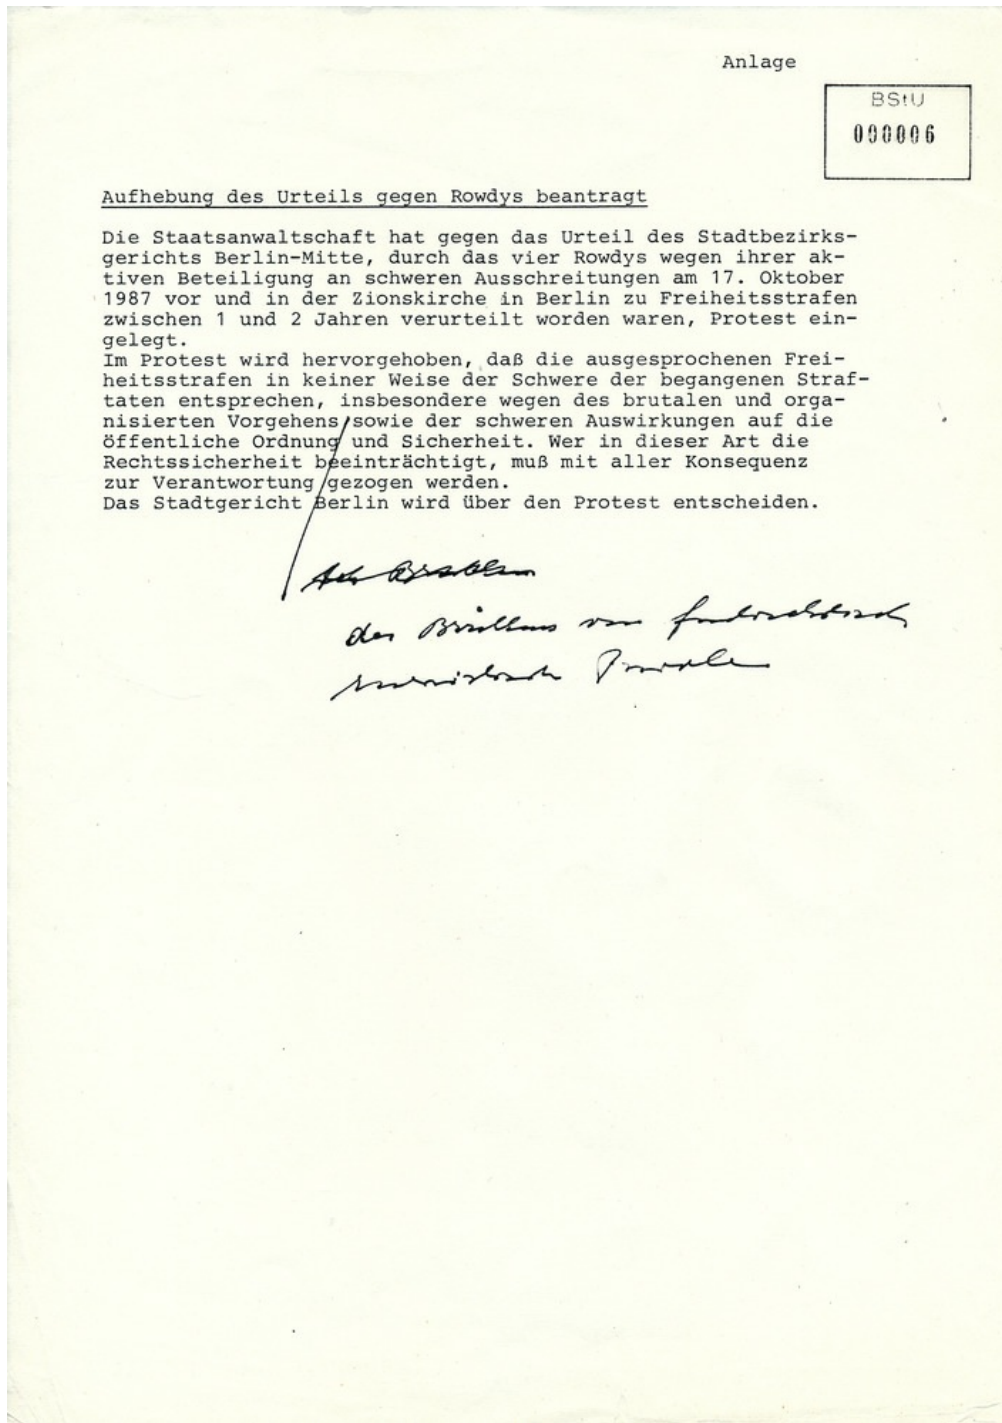 Anlage
BStU
000006
Aufhebung des Urteils gegen Rowdys beantragt
Die Staatsanwaltschaft hat gegen das Urteil des Stadtbezirks-
gerichts Berlin-Mitte, durch das vier Rowdys wegen ihrer ak-
tiven Beteiligung an schweren Ausschreitungen am 17. Oktober
1987 vor und in der Zionskirche in Berlin zu Freiheitsstrafen
zwischen 1 und 2 Jahren verurteilt worden waren, Protest ein-
gelegt.
Im Protest wird hervorgehoben, daß die ausgesprochenen Frei-
heitsstrafen in keiner Weise der Schwere der begangenen Straf-
taten entsprechen, insbesondere wegen des brutalen und orga-
nisierten Vorgehens sowie der schweren Auswirkungen auf die
öffentliche Ordnung und Sicherheit. Wer in dieser Art die
Rechtssicherheit beeinträchtigt, muß mit aller Konsequenz
zur Verantwortung gezogen werden.
Das Stadtgericht Berlin wird über den Protest entscheiden.
des Brüllens von faschistisch